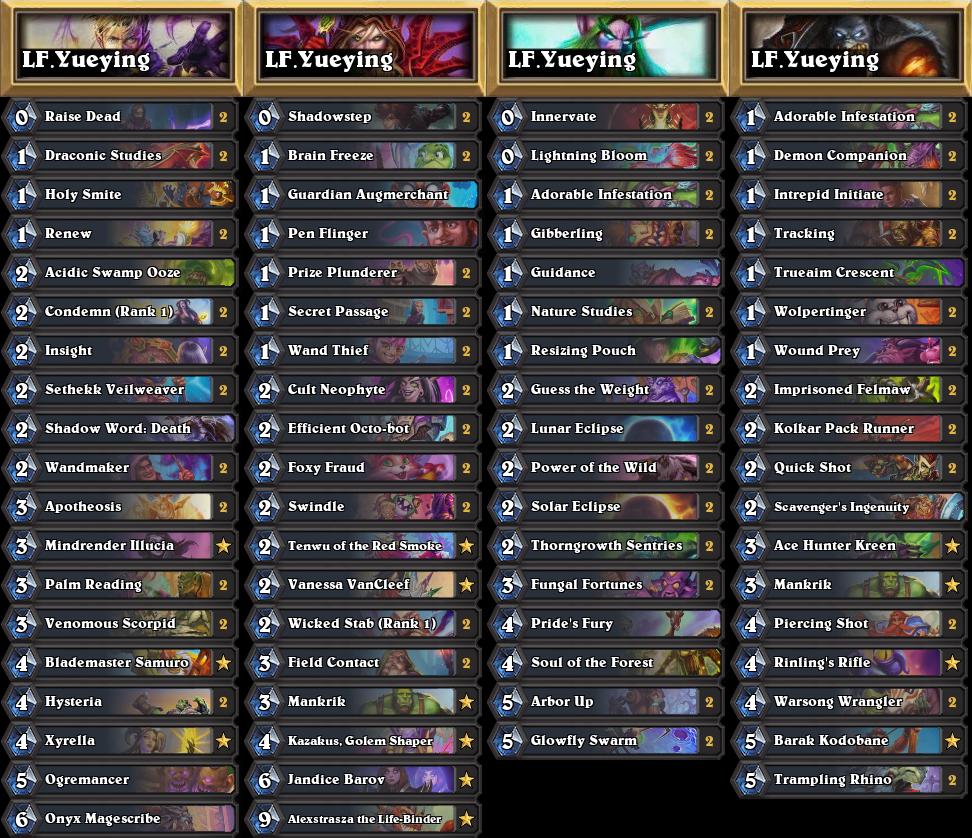 LF.Yueying
0 Raise Dead 2
1 Draconic Studies 2
1 Holy Smite 2
1 Renew 2
2 Acidic Swamp Ooze
2 Condemn (Rank 1) 2
2 Insight 2
2 Sethekk Veilweaver 2
2 Shadow Word: Death
2 Wandmaker 2
3 Apotheosis 2
3 Mindrender Illucia
3 Palm Reading 2
3 Venomous Scorpid 2
4 Blademaster Samuro
4 Hysteria 2
4 Xyrella
5 Ogremancer
6 Onyx Magescribe
LF.Yueying
0 Shadowstep 2
1 Brain Freeze 2
1 Guardian Augmerchant
1 Pen Flinger
1 Prize Plunderer 2
1 Secret Passage 2
1 Wand Thief 2
2 Cult Neophyte 2
2 Efficient Octo-bot 2
2 Foxy Fraud 2
2 Swindle 2
2 Tenwu of the Red Smoke
2 Vanessa VanCleef
2 Wicked Stab (Rank 1) 2
3 Field Contact 2
3 Mankrik
4 Kazakus, Golem Shaper
6 Jandice Barov
9 Alexstrasza the Life-Binder
LF.Yueying
0 Innervate 2
0 Lightning Bloom 2
1 Adorable Infestation 2
1 Gibberling 2
1 Guidance
1 Nature Studies 2
1 Resizing Pouch
2 Guess the Weight 2
2 Lunar Eclipse 2
2 Power of the Wild 2
2 Solar Eclipse 2
2 Thorngrowth Sentries 2
3 Fungal Fortunes 2
4 Pride's Fury
4 Soul of the Forest
5 Arbor Up 2
5 Glowfly Swarm 2
LF.Yueying
1 Adorable Infestation 2
1 Demon Companion 2
1 Intrepid Initiate 2
1 Tracking 2
1 Trueaim Crescent
1 Wolpertinger 2
1 Wound Prey 2
2 Imprisoned Felmaw 2
2 Kolkar Pack Runner 2
2 Quick Shot 2
2 Scavenger's Ingenuity
3 Ace Hunter Kreen
3 Mankrik
4 Piercing Shot 2
4 Rinling's Rifle
4 Warsong Wrangler 2
5 Barak Kodobane
5 Trampling Rhino 2